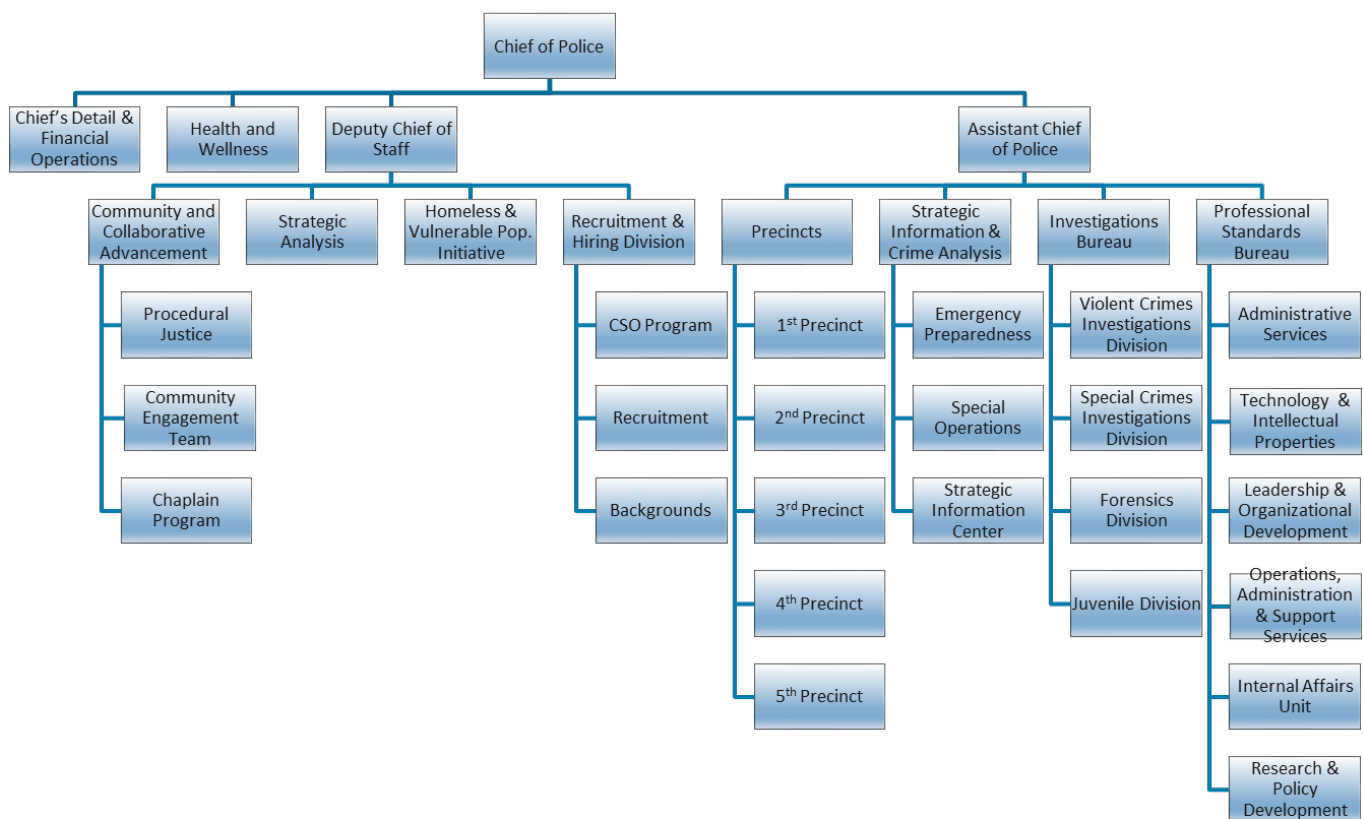 Chief of Police
Chief's Detail &
Financial
Operations
Health and
Wellness
Deputy Chief of
Staff
Assistant Chief
of Police
Community and
Collaborative
Advancement
Strategic
Analysis
Homeless &
Vulnerable Pop.
Initiative
Recruitment &
Hiring Division
Precincts
Strategic
Information &
Crime Analysis
Investigations
Bureau
Professional
Standards
Bureau
Procedural
Justice
Community
Engagement
Team
Chaplain
Program
CSO Program
Recruitment
Backgrounds
1st Precinct
2nd Precinct
3rd Precinct
4th Precinct
5th Precinct
Emergency
Preparedness
Special
Operations
Strategic
Information
Center
Violent Crimes
Investigations
Division
Special Crimes
Investigations
Division
Forensics
Division
Juvenile Division
Administrative
Services
Technology &
Intellectual
Properties
Leadership &
Organizational
Development
Operations,
Administration
& Support
Services
Internal Affairs
Unit
Research &
Policy
Development